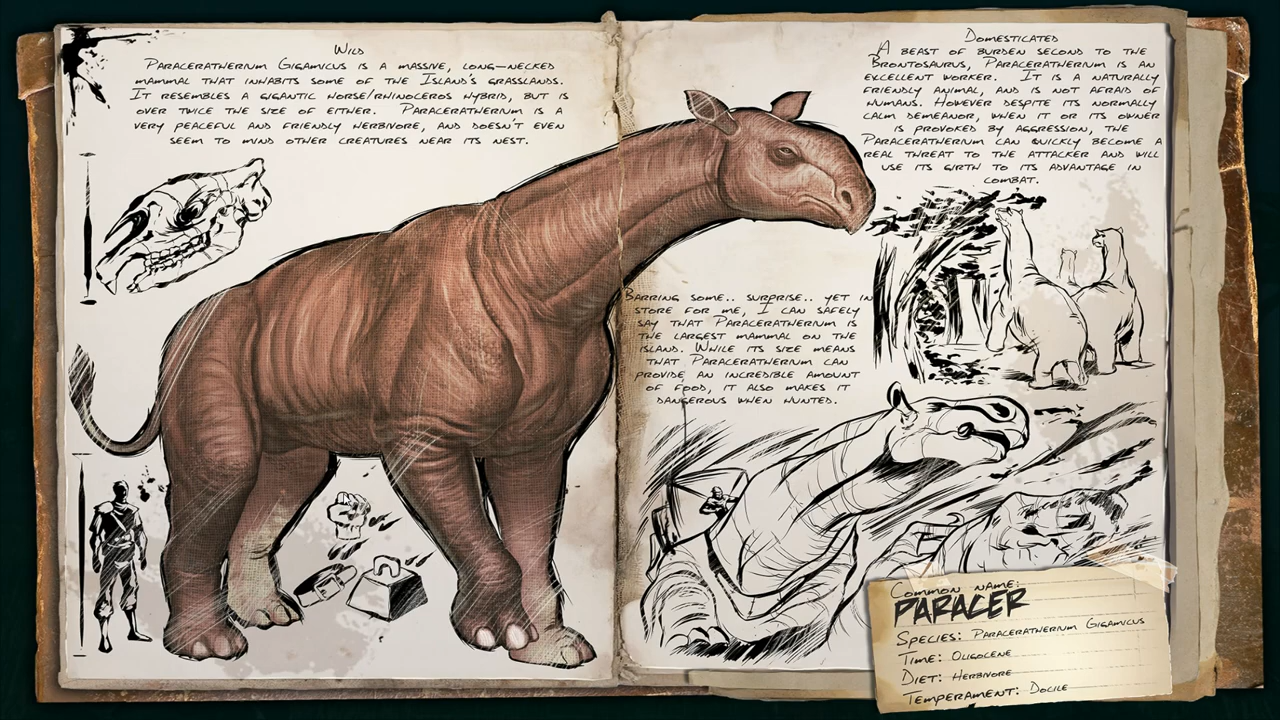 Wild
Paraceratherium Gigamicus is a massive, long-necked
mammal that inhabits some of the Island's grasslands.
It resembles a gigantic horse/rhinoceros hybrid, but is
over twice the size of either. Paraceratherium is a
very peaceful and friendly herbivore, and doesn't even
seem to mind other creatures near its nest.
Domesticated
A beast of burden second to the
Brontosaurus, Paraceratherium is an
excellent worker. It is a naturally
friendly animal, and is not afraid of
humans. However despite its normally
calm demeanor, when it or its owner
is provoked by aggression, the
Paraceratherium can quickly become a
real threat to the attacker and will
use its girth to its advantage in
combat.
Barring some.. surprise.. yet in
store for me, I can safely
say that Paraceratherium is
the largest mammal on the
island. While its size means
that Paraceratherium can
provide an incredible amount
of food, it also makes it
dangerous when hunted.
Common name:
PARACER
Species: Paraceratherium Gigamicus
Time: Oligocene
Diet: Herbivore
Temperament: Docile